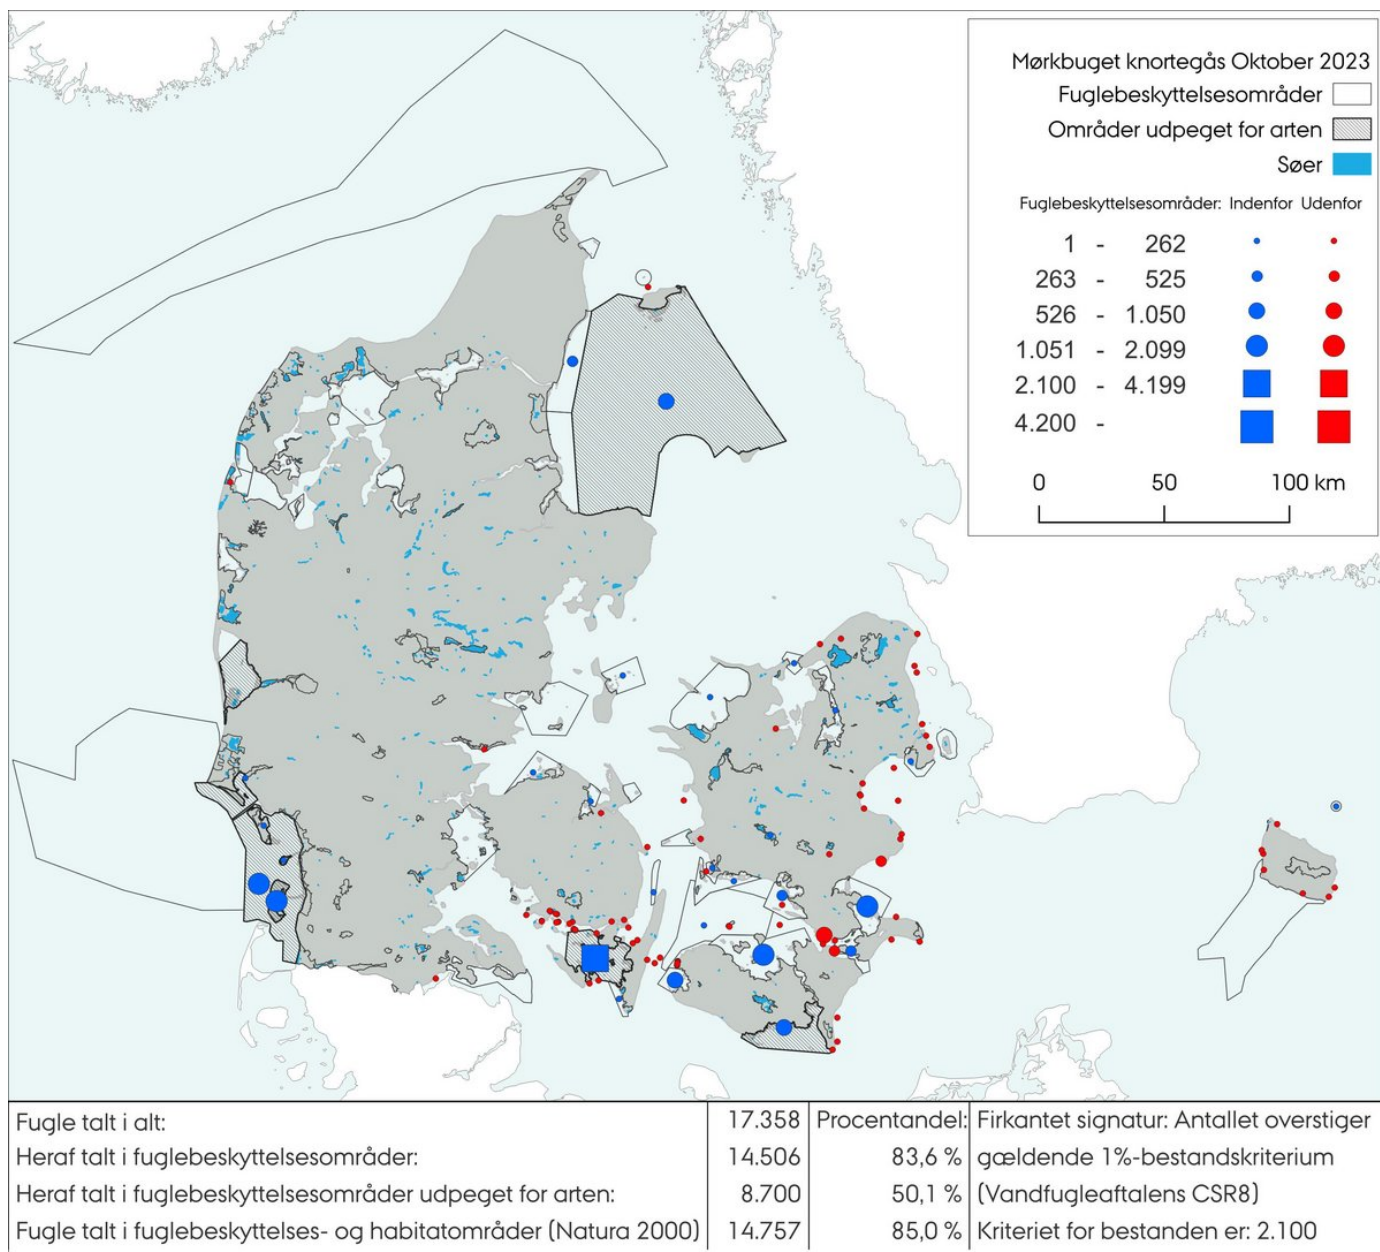 Mørkbuget knortegås Oktober 2023
Fuglebeskyttelsesområder
Områder udpeget for arten
Søer
Fuglebeskyttelsesområder: Indenfor Udenfor
1 - 262
263 - 525
526 - 1.050
1.051 - 2.099
2.100 - 4.199
4.200 -
0 50 100 km
Fugle talt i alt: 17.358 Procentandel: Firkantet signatur: Antallet overstiger
Heraf talt i fuglebeskyttelsesområder: 14.506 83,6 % gældende 1%-bestandskriterium
Heraf talt i fuglebeskyttelsesområder udpeget for arten: 8.700 50,1 % (Vandfugleaftalens CSR8)
Fugle talt i fuglebeskyttelses- og habitatområder (Natura 2000) 14.757 85,0 % Kriteriet for bestanden er: 2.100